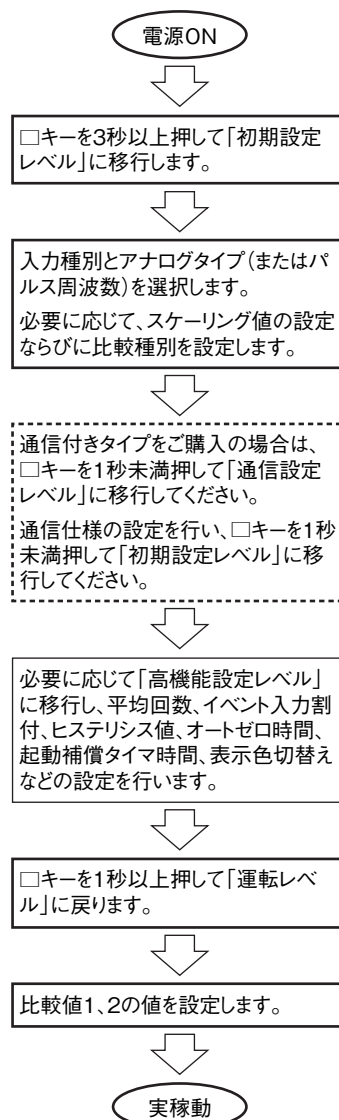 電源ON
□キーを3秒以上押して「初期設定
レベル」に移行します。
入力種別とアナログタイプ(またはパ
ルス周波数)を選択します。
必要に応じて、スケーリング値の設定
ならびに比較種別を設定します。
通信付きタイプをご購入の場合は、
□キーを1秒未満押して「通信設定
レベル」に移行してください。
通信仕様の設定を行い、□キーを1秒
未満押して「初期設定レベル」に移
行してください。
必要に応じて「高機能設定レベル」
に移行し、平均回数、イベント入力割
付、ヒステリシス値、オートゼロ時間、
起動補償タイマ時間、表示色切替え
などの設定を行います。
□キーを1秒以上押して「運転レベ
ル」に戻ります。
比較値1、2の値を設定します。
実稼動